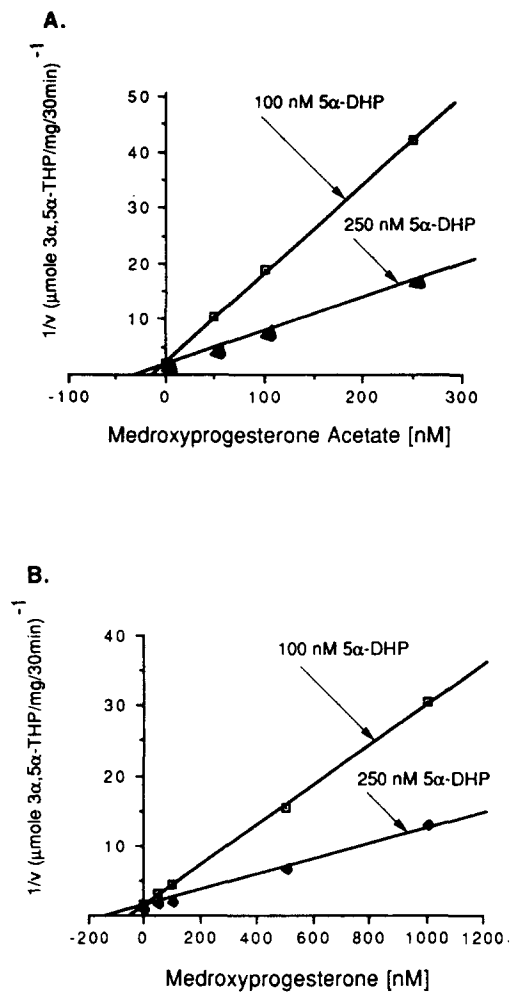 A.
1/v (µmole 3α,5α-THP/mg/30min)⁻¹
50
40
30
20
10
100 nM 5α-DHP
250 nM 5α-DHP
-100
0
100
200
300
Medroxyprogesterone Acetate [nM]
B.
1/v (µmole 3α,5α-THP/mg/30min)⁻¹
40
30
20
10
100 nM 5α-DHP
250 nM 5α-DHP
-200
0
200
400
600
800
1000
1200
Medroxyprogesterone [nM]